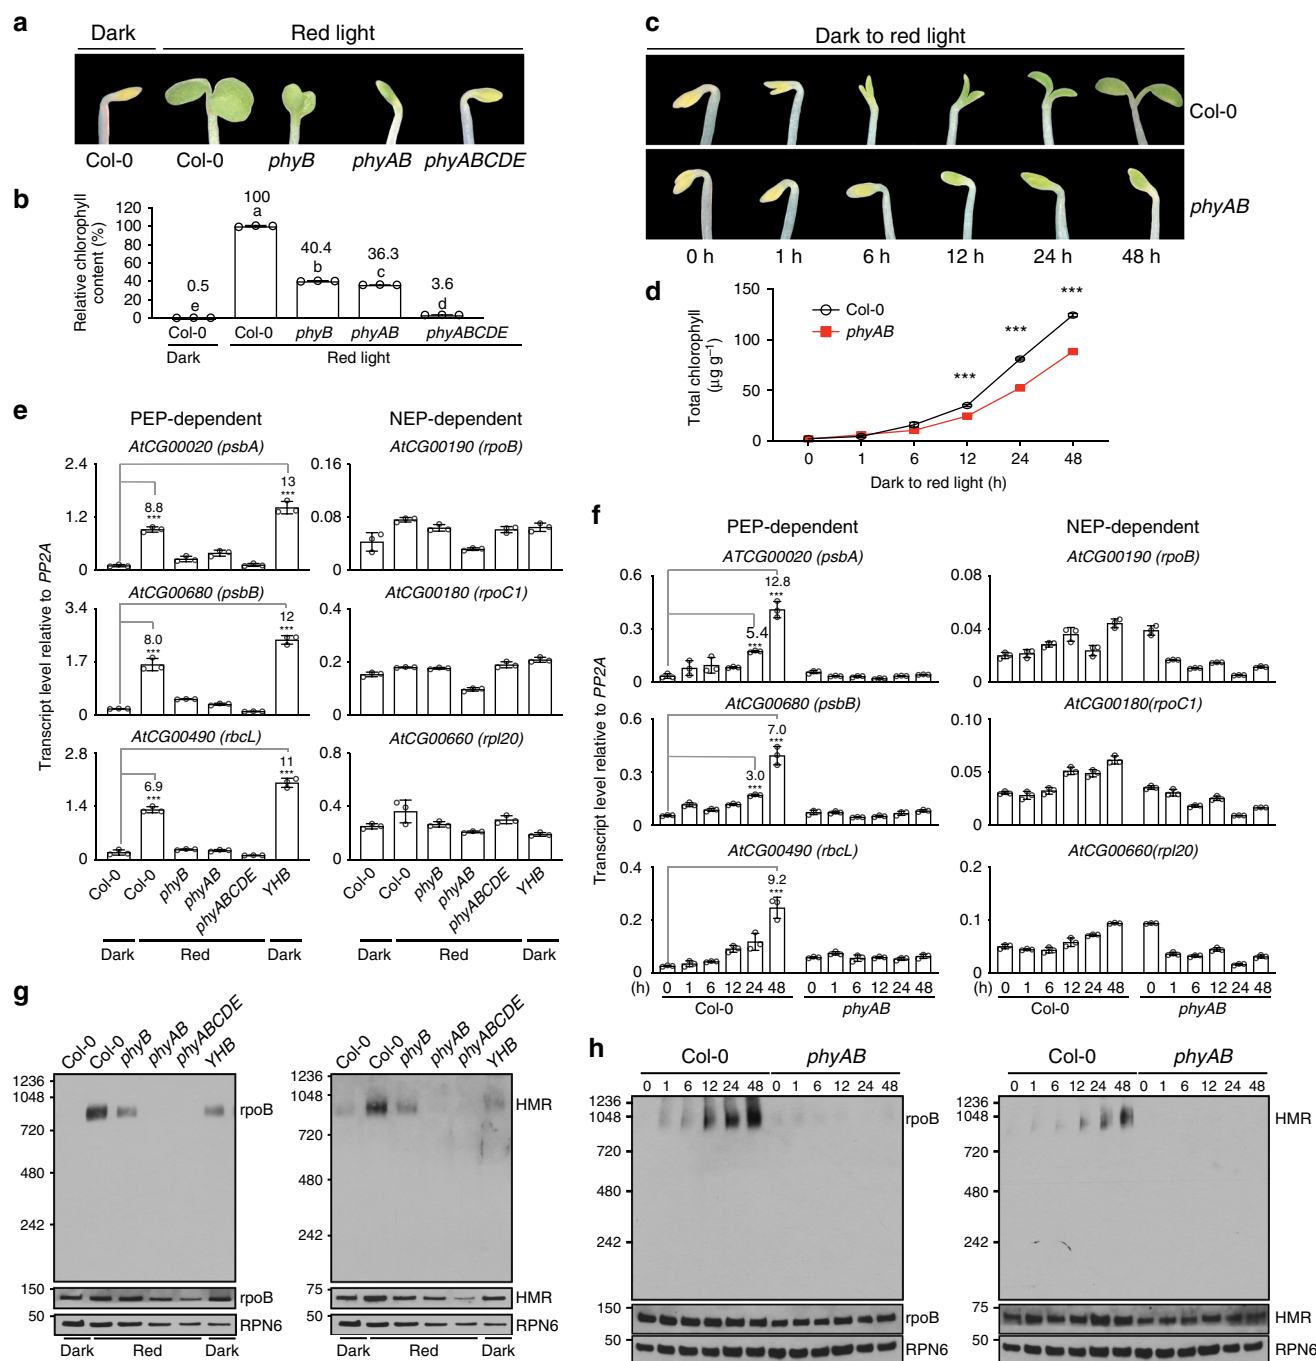 a
Dark
Red light
Col-0
Col-0
phyB
phyAB
phyABCDE
b
Relative chlorophyll
content (%)
120
100
80
60
40
20
0
0.5
e
100
a
40.4
b
36.3
c
3.6
d
Col-0
Col-0
phyB
phyAB
phyABCDE
Dark
Red light
c
Dark to red light
Col-0
phyAB
0 h
1 h
6 h
12 h
24 h
48 h
d
Total chlorophyll
(μg g−1)
150
100
50
0
Col-0
phyAB
***
***
***
0
1
6
12
24
48
Dark to red light (h)
e
PEP-dependent
NEP-dependent
Transcript level relative to PP2A
AtCG00020 (psbA)
2.4
1.2
0
8.8
***
13
***
AtCG00190 (rpoB)
0.16
0.08
0
AtCG00680 (psbB)
3.4
1.7
0
8.0
***
12
***
AtCG00180 (rpoC1)
0.4
0.2
0
AtCG00490 (rbcL)
2.8
1.4
0
6.9
***
11
***
AtCG00660 (rpl20)
0.8
0.4
0
Col-0
Col-0
phyB
phyAB
phyABCDE
YHB
Dark
Red
Dark
Col-0
Col-0
phyB
phyAB
phyABCDE
YHB
Dark
Red
Dark
f
PEP-dependent
NEP-dependent
Transcript level relative to PP2A
ATCG00020 (psbA)
0.6
0.3
0
5.4
***
12.8
***
AtCG00190 (rpoB)
0.08
0.04
0
AtCG00680 (psbB)
0.6
0.3
0
3.0
***
7.0
***
AtCG00180(rpoC1)
0.10
0.05
0
AtCG00490 (rbcL)
0.4
0.2
0
9.2
***
AtCG00660(rpl20)
0.2
0.1
0
(h)
0 1 6 12 24 48
0 1 6 12 24 48
Col-0
phyAB
(h)
0 1 6 12 24 48
0 1 6 12 24 48
Col-0
phyAB
g
Col-0
Col-0
phyB
phyAB
phyABCDE
YHB
1236
1048
720
480
242
rpoB
150
rpoB
50
RPN6
Dark
Red
Dark
Col-0
Col-0
phyB
phyAB
phyABCDE
YHB
1236
1048
720
480
242
HMR
75
HMR
50
RPN6
Dark
Red
Dark
h
Col-0
phyAB
0 1 6 12 24 48 0 1 6 12 24 48
1236
1048
720
480
242
rpoB
150
rpoB
50
RPN6
Col-0
phyAB
0 1 6 12 24 48 0 1 6 12 24 48
1236
1048
720
480
242
HMR
75
HMR
50
RPN6